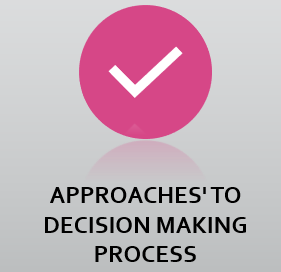 APPROACHES' TO
DECISION MAKING
PROCESS